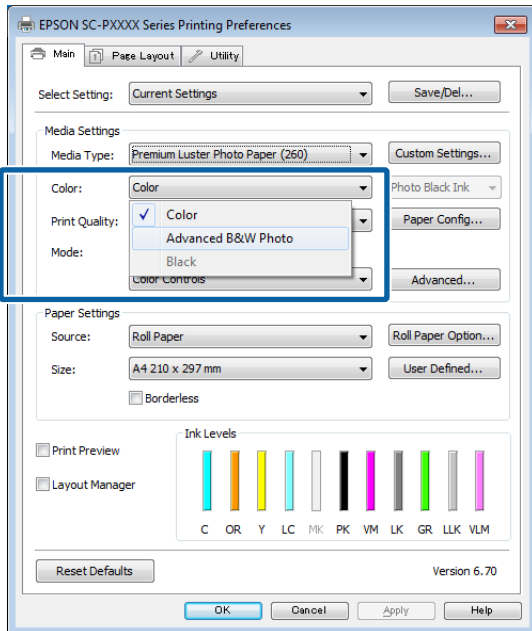 EPSON SC-PXXXX Series Printing Preferences
Main Page Layout Utility
Select Setting: Current Settings Save/Del...
Media Settings
Media Type: Premium Luster Photo Paper (260) Custom Settings...
Color: Color Photo Black Ink
Print Quality: Color Paper Config...
Advanced B&W Photo
Mode: Black
Color Controls Advanced...
Paper Settings
Source: Roll Paper Roll Paper Option...
Size: A4 210 x 297 mm User Defined...
Borderless
Print Preview
Layout Manager
Ink Levels
C OR Y LC MK PK VM LK GR LLK VLM
Reset Defaults Version 6.70
OK Cancel Apply Help